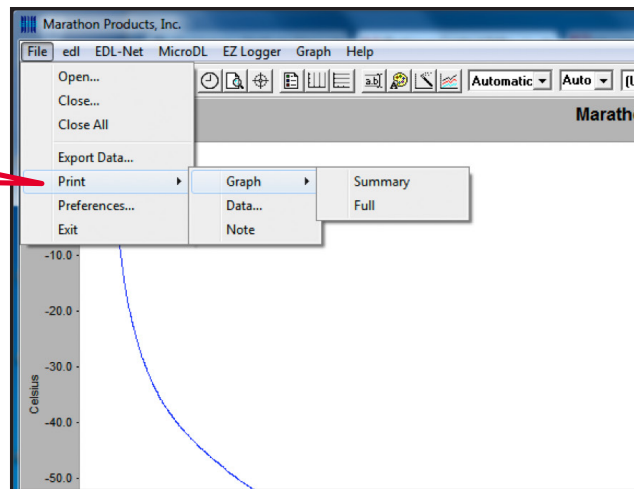 Marathon Products, Inc.
File edl EDL-Net MicroDL EZ Logger Graph Help
Open...
Close...
Close All
Export Data...
Print
Preferences...
Exit
Graph
Data...
Note
Summary
Full
a.b
Automatic
Auto
(U
Marath
Celsius
-10.0
-20.0
-30.0
-40.0
-50.0